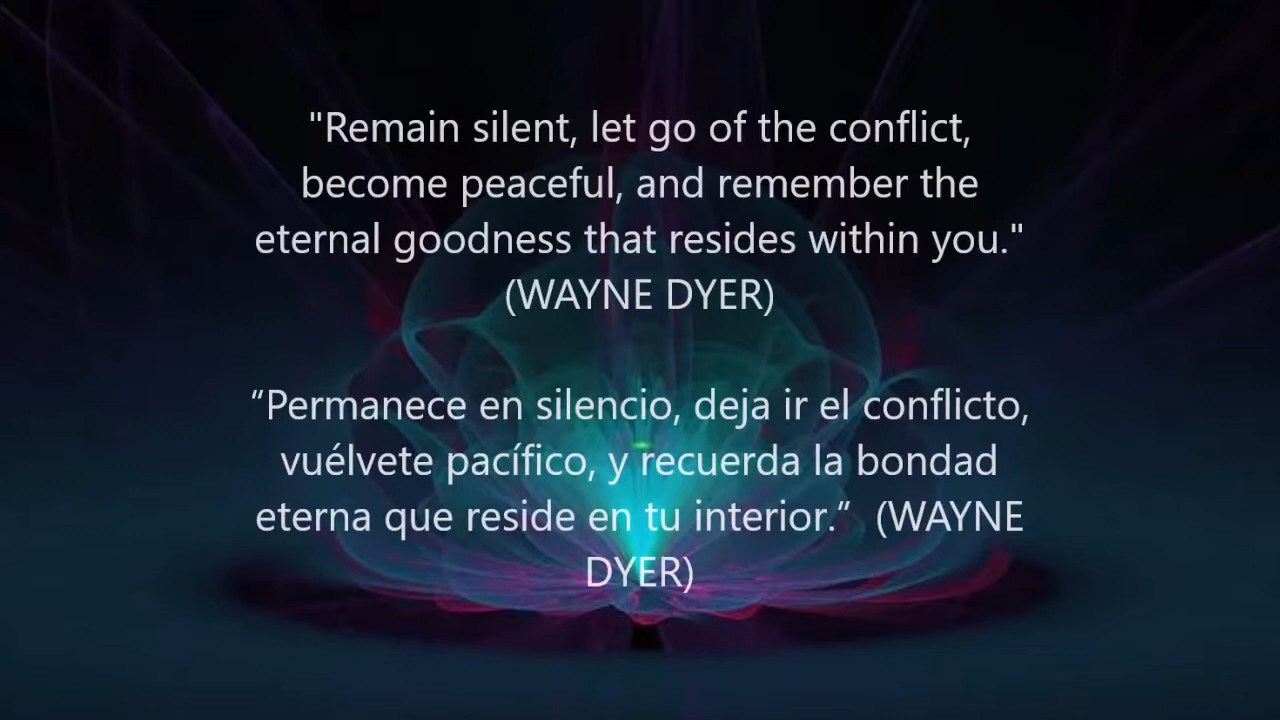 "Remain silent, let go of the conflict,
become peaceful, and remember the
eternal goodness that resides within you."
(WAYNE DYER)
“Permanece en silencio, deja ir el conflicto,
vuélvete pacífico, y recuerda la bondad
eterna que reside en tu interior.”  (WAYNE
DYER)